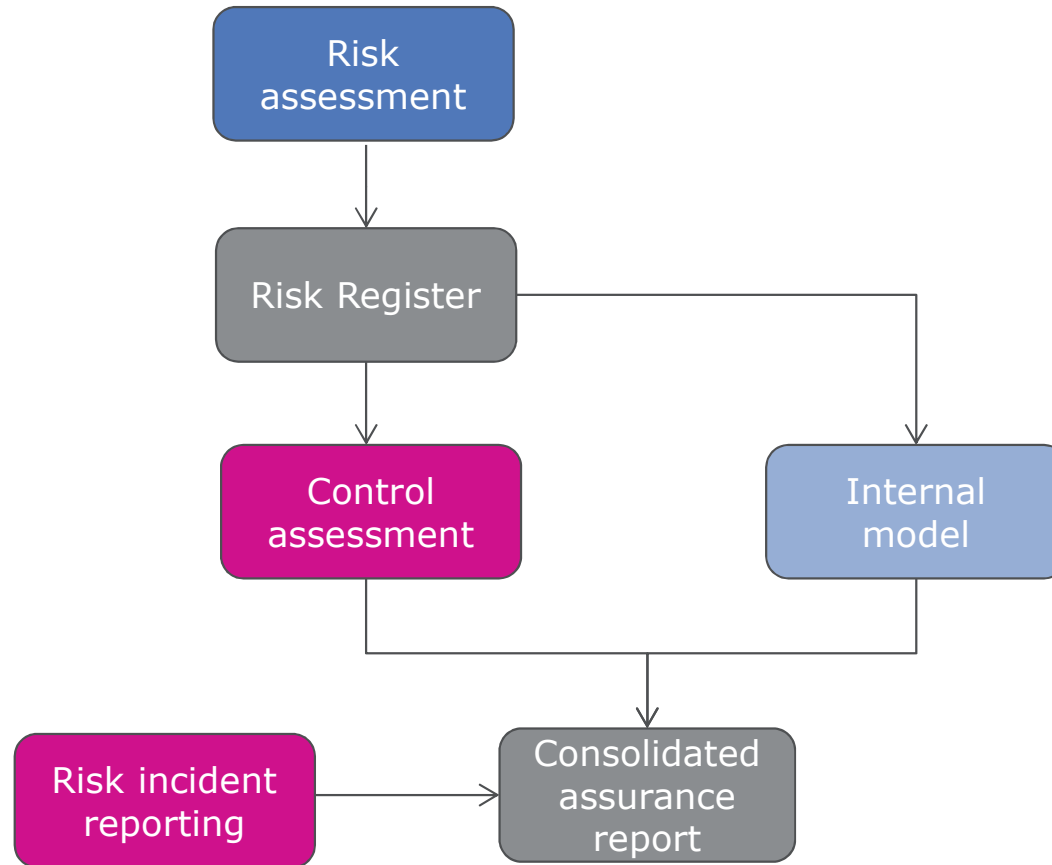 Risk
assessment
Risk Register
Control
assessment
Internal
model
Risk incident
reporting
Consolidated
assurance
report